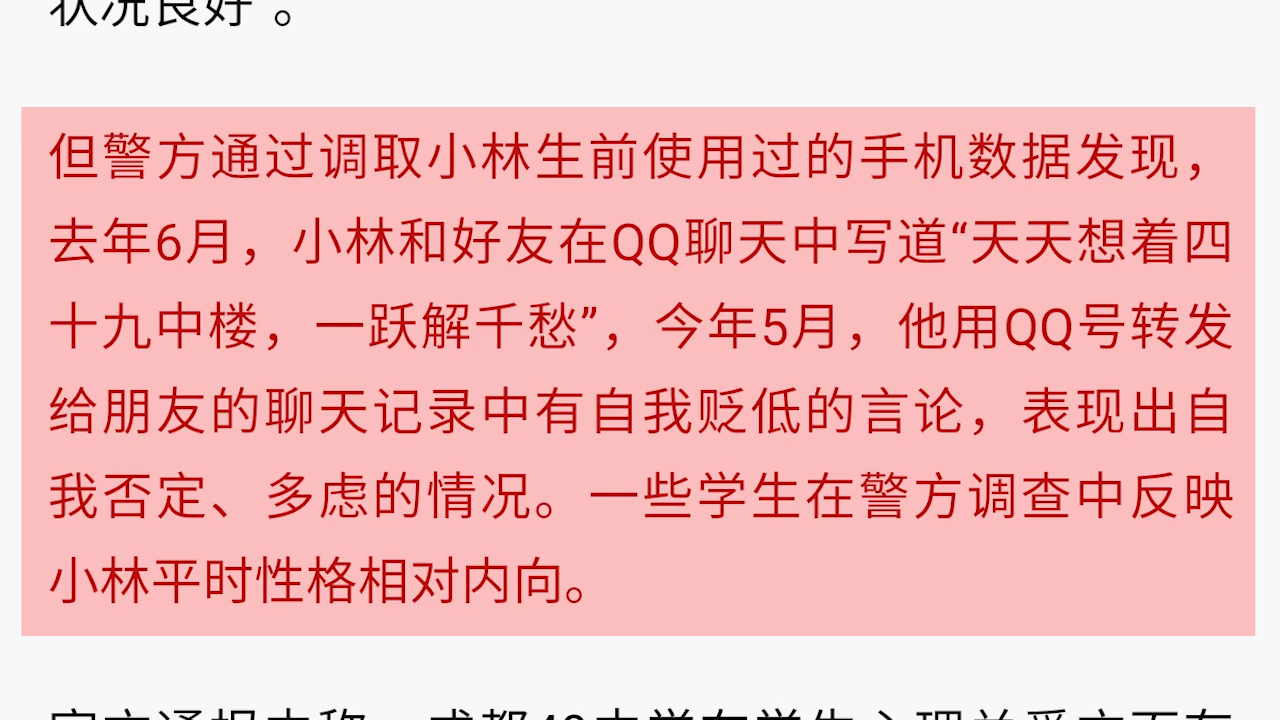 状况良好”。
但警方通过调取小林生前使用过的手机数据发现，
去年6月，小林和好友在QQ聊天中写道“天天想着四
十九中楼，一跃解千愁”，今年5月，他用QQ号转发
给朋友的聊天记录中有自我贬低的言论，表现出自
我否定、多虑的情况。一些学生在警方调查中反映
小林平时性格相对内向。